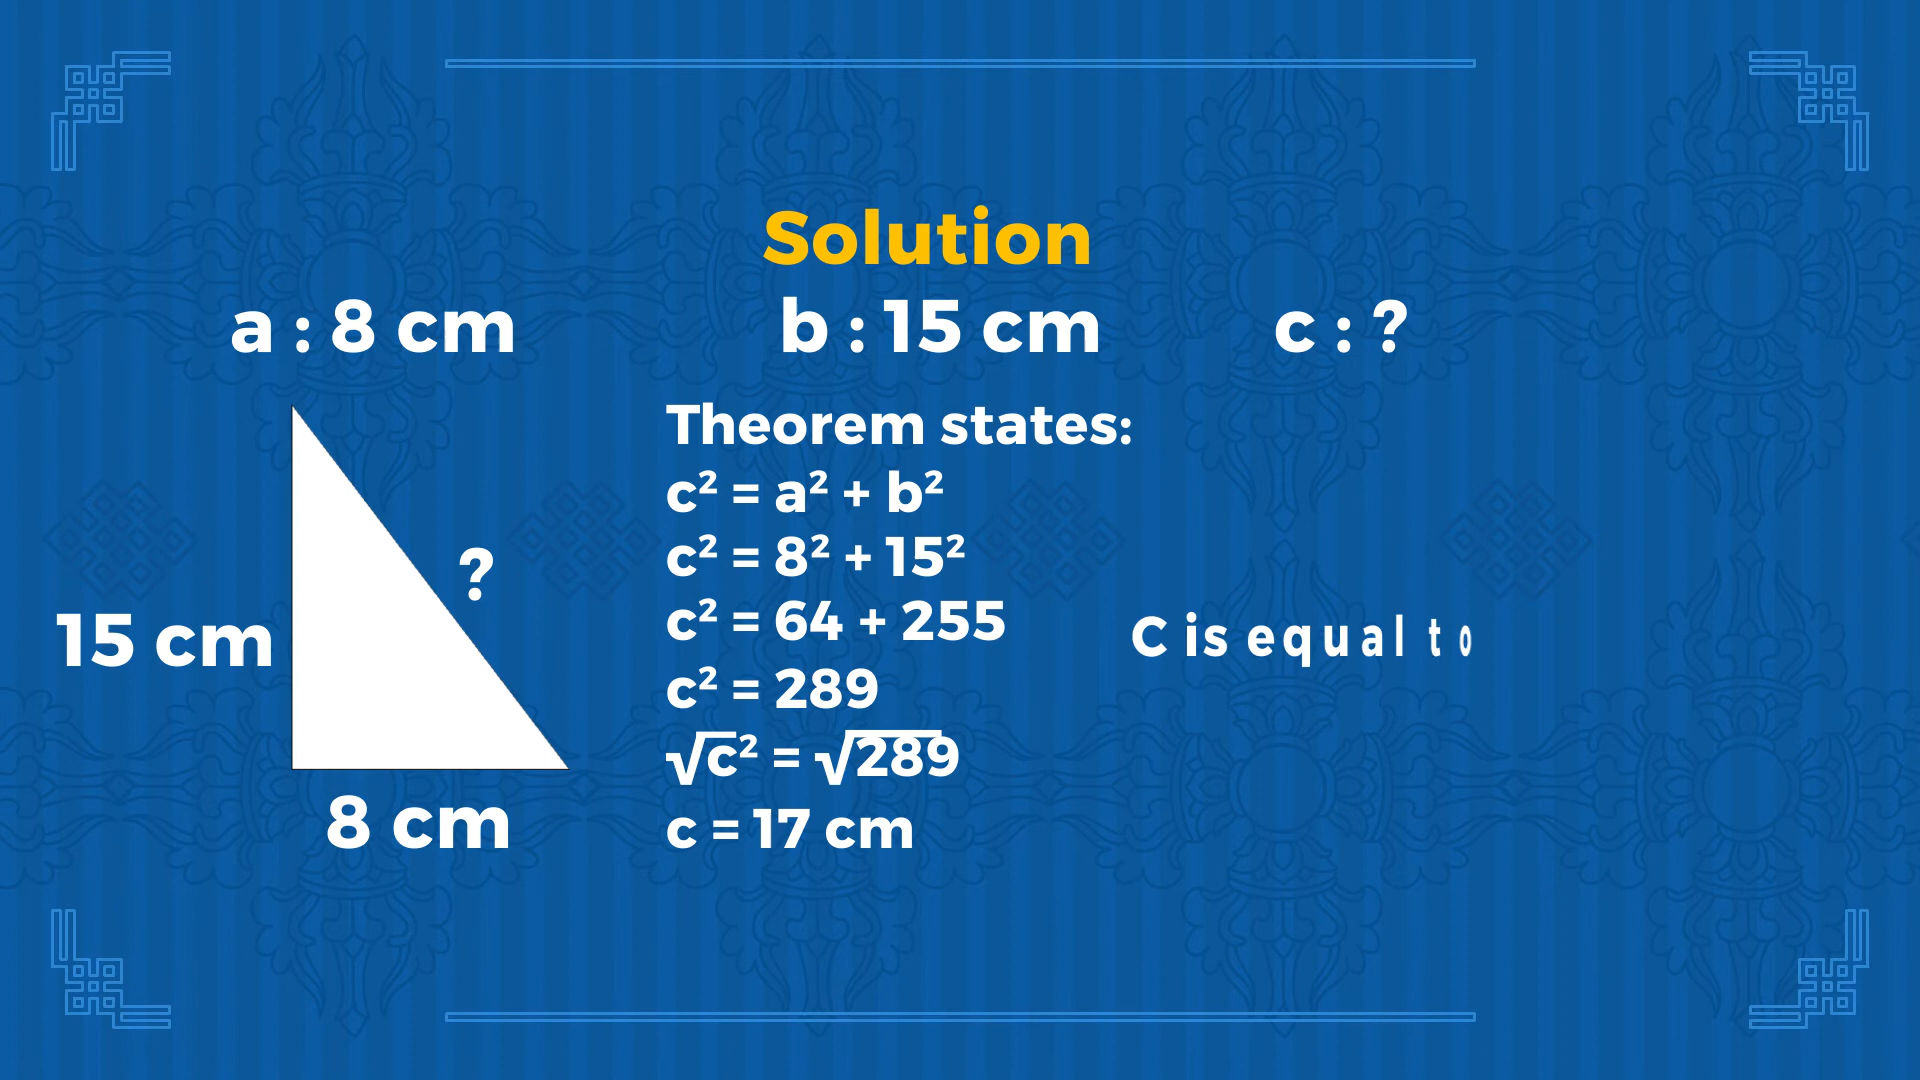 Solution
a : 8 cm b : 15 cm c : ?
Theorem states:
c² = a² + b²
c² = 8² + 15²
c² = 64 + 255
c² = 289
√c² = √289
c = 17 cm
?
15 cm
8 cm
C is equal to